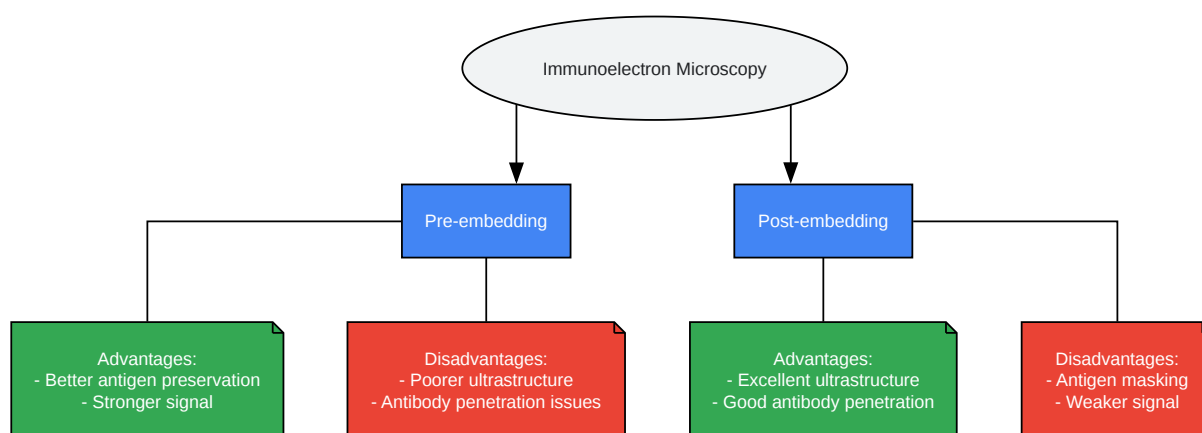 Immunoelectron Microscopy
Pre-embedding
Post-embedding
Advantages:
- Better antigen preservation
- Stronger signal
Disadvantages:
- Poorer ultrastructure
- Antibody penetration issues
Advantages:
- Excellent ultrastructure
- Good antibody penetration
Disadvantages:
- Antigen masking
- Weaker signal